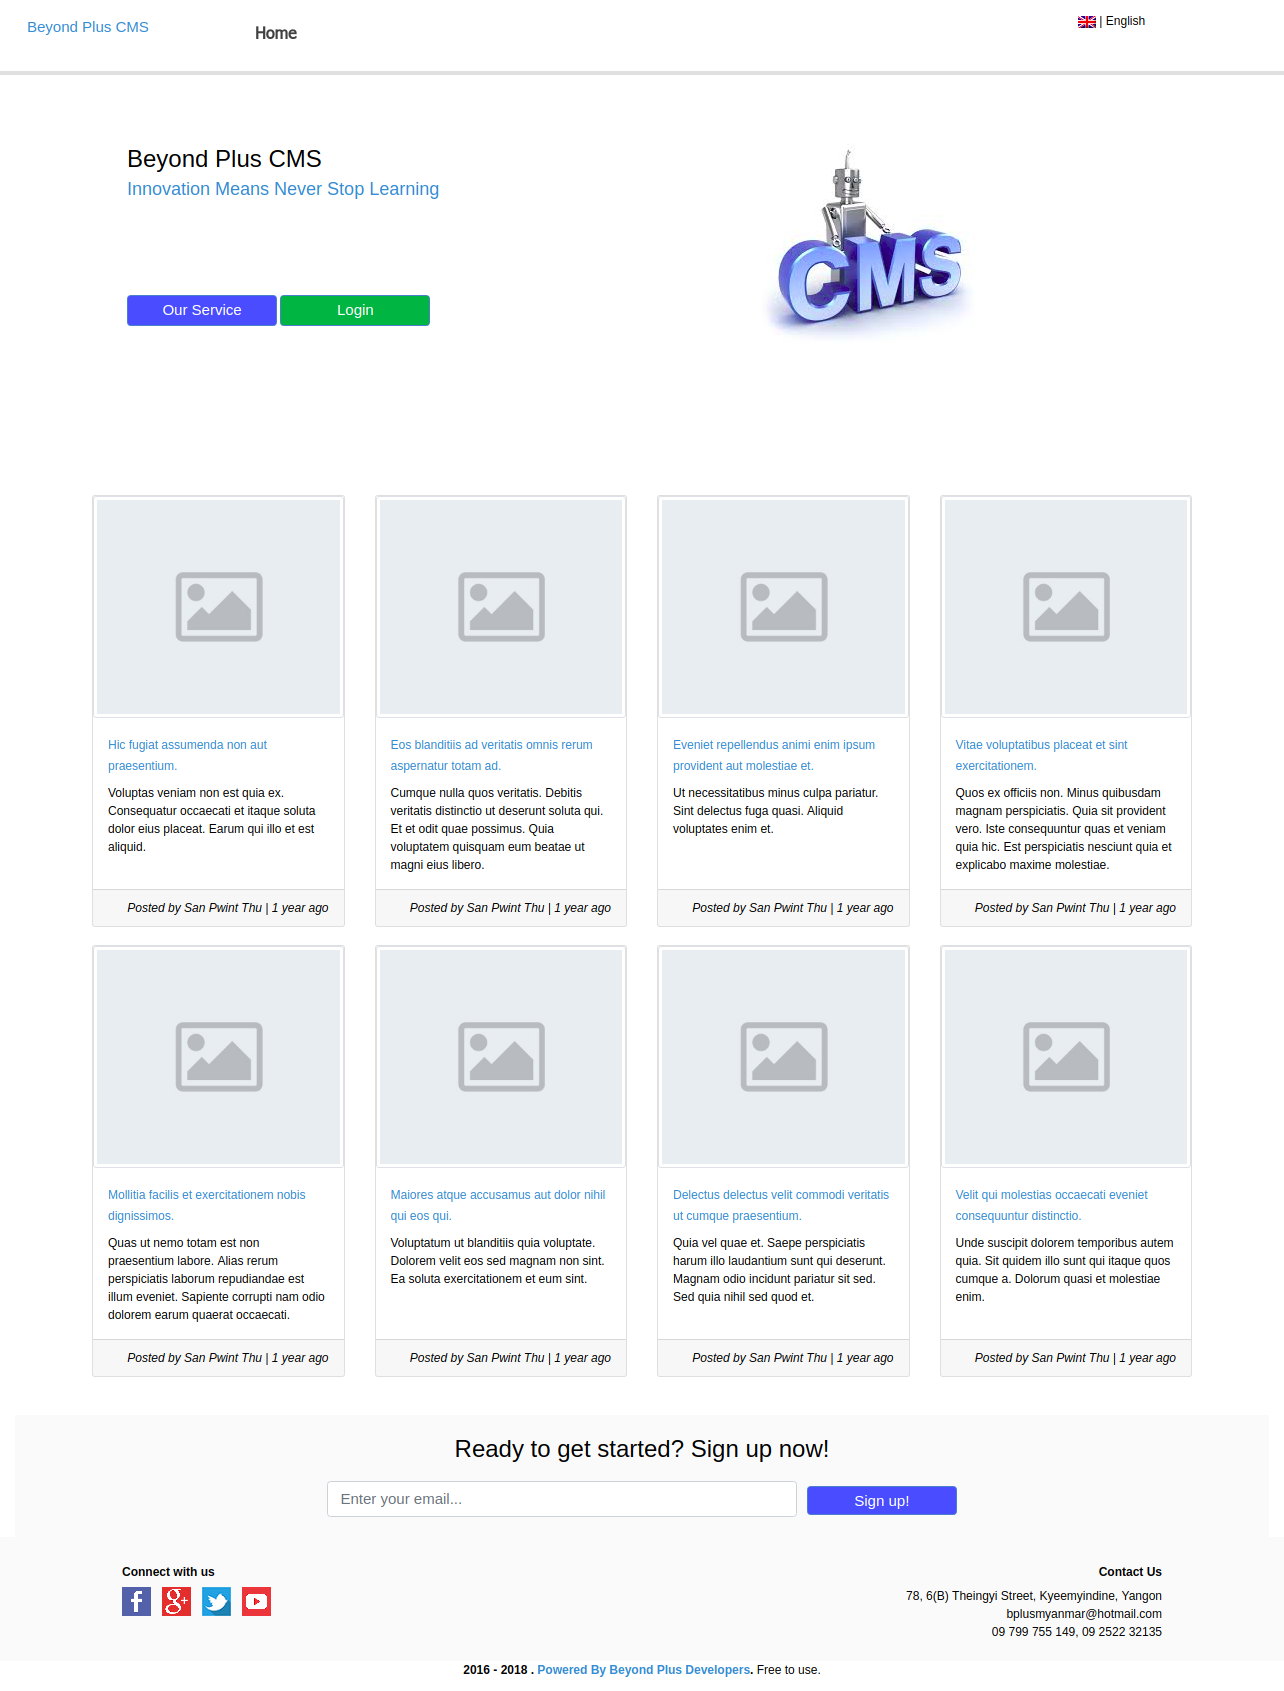 Beyond Plus CMS
Home
| English
Beyond Plus CMS
Innovation Means Never Stop Learning
CMS
Our Service
Login
Hic fugiat assumenda non aut
praesentium.
Voluptas veniam non est quia ex.
Consequatur occaecati et itaque soluta
dolor eius placeat. Earum qui illo et est
aliquid.
Posted by San Pwint Thu | 1 year ago
Eos blanditiis ad veritatis omnis rerum
aspernatur totam ad.
Cumque nulla quos veritatis. Debitis
veritatis distinctio ut deserunt soluta qui.
Et et odit quae possimus. Quia
voluptatem quisquam eum beatae ut
magni eius libero.
Posted by San Pwint Thu | 1 year ago
Eveniet repellendus animi enim ipsum
provident aut molestiae et.
Ut necessitatibus minus culpa pariatur.
Sint delectus fuga quasi. Aliquid
voluptates enim et.
Posted by San Pwint Thu | 1 year ago
Vitae voluptatibus placeat et sint
exercitationem.
Quos ex officiis non. Minus quibusdam
magnam perspiciatis. Quia sit provident
vero. Iste consequuntur quas et veniam
quia hic. Est perspiciatis nesciunt quia et
explicabo maxime molestiae.
Posted by San Pwint Thu | 1 year ago
Mollitia facilis et exercitationem nobis
dignissimos.
Quas ut nemo totam est non
praesentium labore. Alias rerum
perspiciatis laborum repudiandae est
illum eveniet. Sapiente corrupti nam odio
dolorem earum quaerat occaecati.
Posted by San Pwint Thu | 1 year ago
Maiores atque accusamus aut dolor nihil
qui eos qui.
Voluptatum ut blanditiis quia voluptate.
Dolorem velit eos sed magnam non sint.
Ea soluta exercitationem et eum sint.
Posted by San Pwint Thu | 1 year ago
Delectus delectus velit commodi veritatis
ut cumque praesentium.
Quia vel quae et. Saepe perspiciatis
harum illo laudantium sunt qui deserunt.
Magnam odio incidunt pariatur sit sed.
Sed quia nihil sed quod et.
Posted by San Pwint Thu | 1 year ago
Velit qui molestias occaecati eveniet
consequuntur distinctio.
Unde suscipit dolorem temporibus autem
quia. Sit quidem illo sunt qui itaque quos
cumque a. Dolorum quasi et molestiae
enim.
Posted by San Pwint Thu | 1 year ago
Ready to get started? Sign up now!
Enter your email...
Sign up!
Connect with us
Contact Us
78, 6(B) Theingyi Street, Kyeemyindine, Yangon
bplusmyanmar@hotmail.com
09 799 755 149, 09 2522 32135
2016 - 2018 . Powered By Beyond Plus Developers. Free to use.